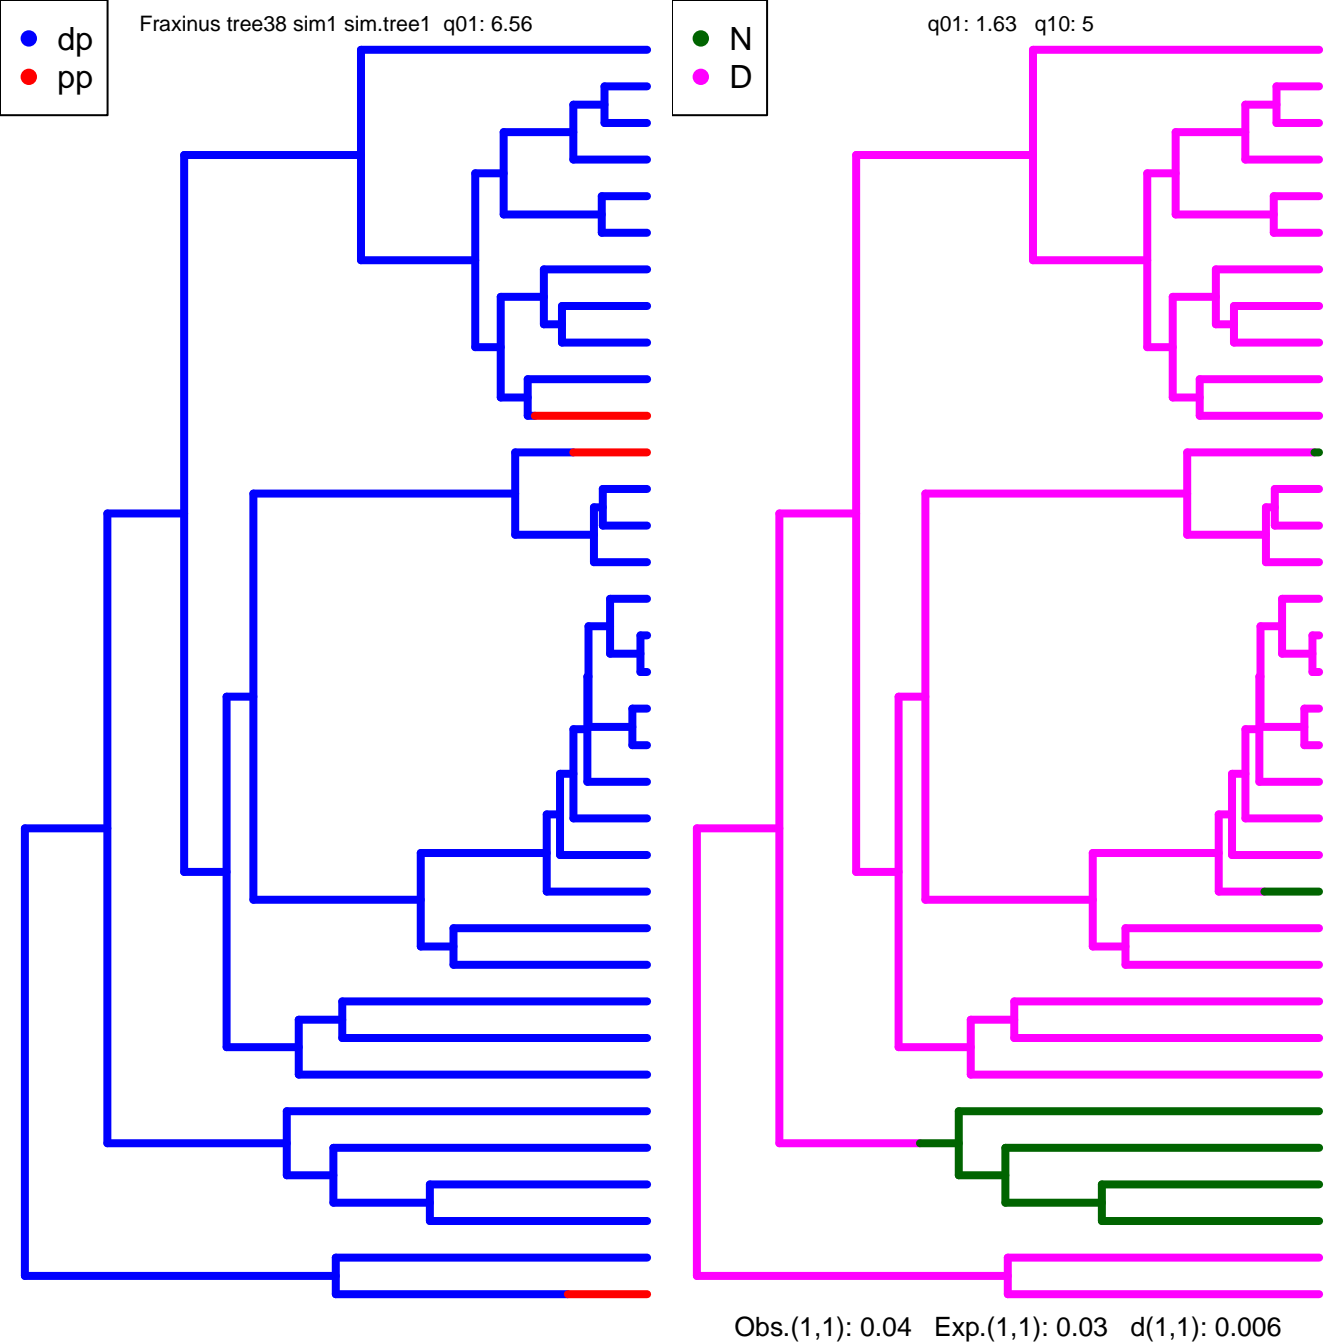 Fraxinus tree38 sim1 sim.tree1 q01: 6.56
dp
pp
q01: 1.63 q10: 5
N
D
Obs.(1,1): 0.04 Exp.(1,1): 0.03 d(1,1): 0.006